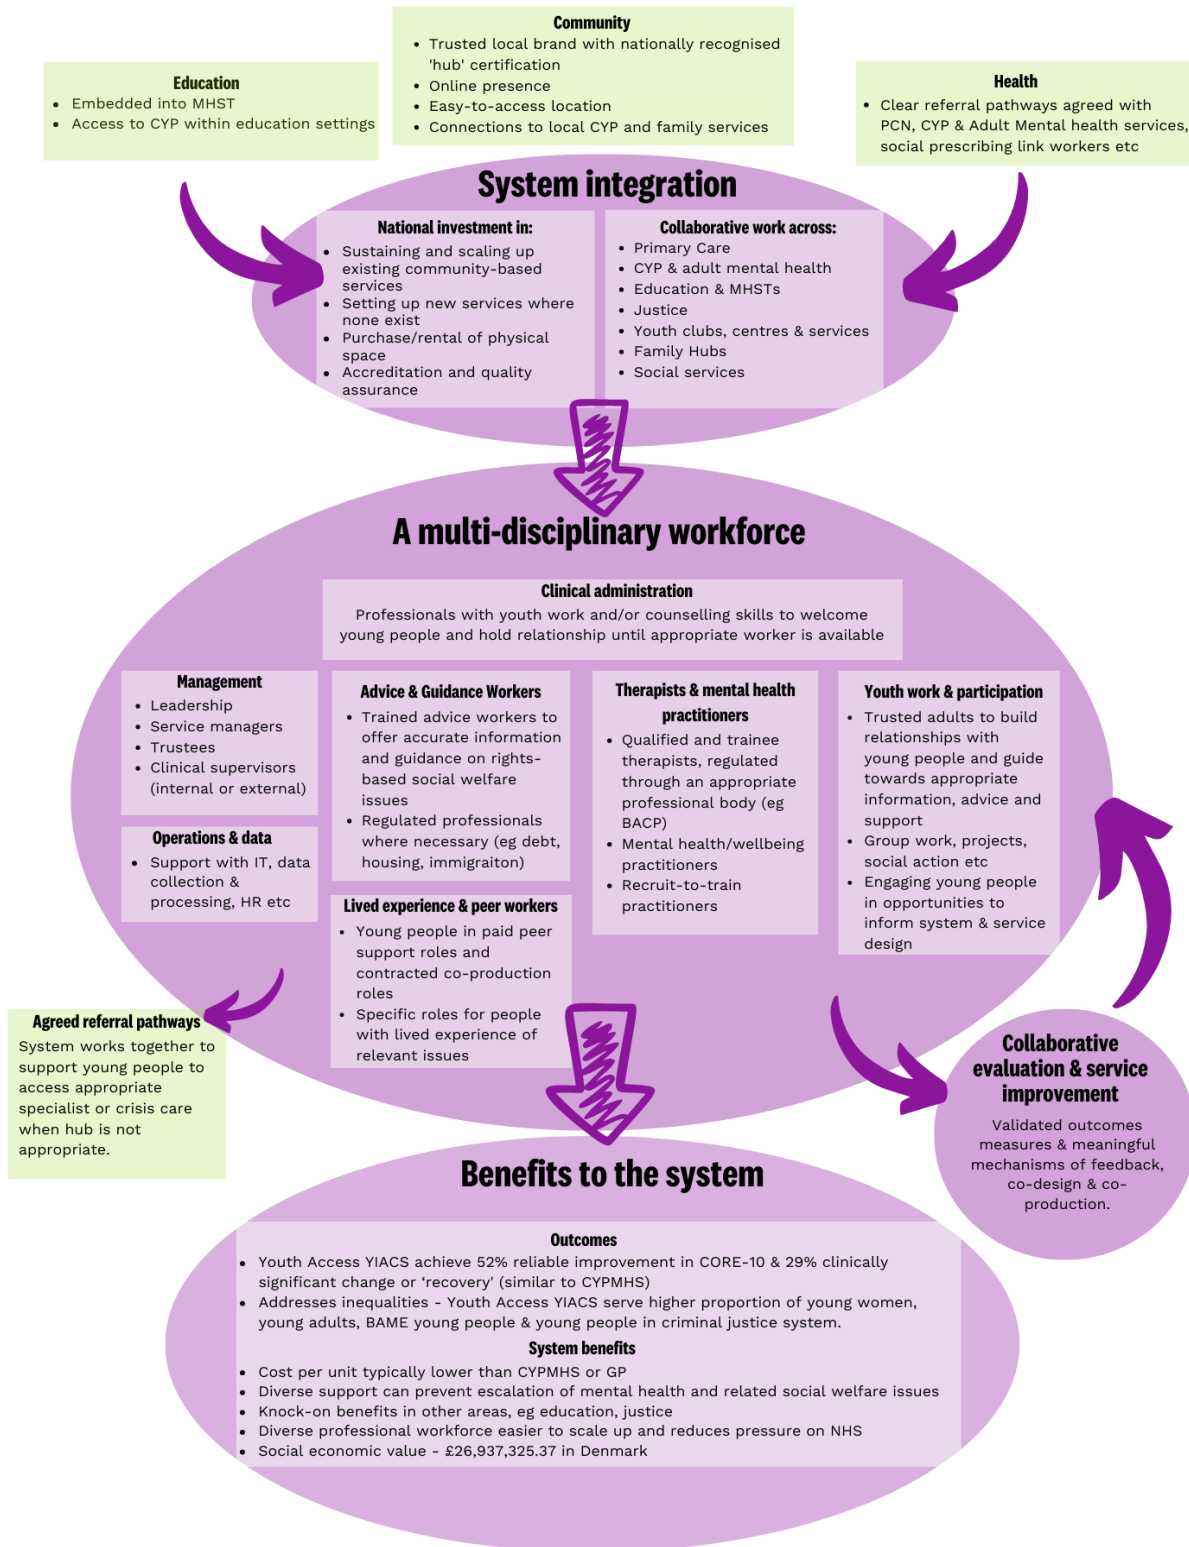 Community
• Trusted local brand with nationally recognised
'hub' certification
• Online presence
• Easy-to-access location
• Connections to local CYP and family services
Education
• Embedded into MHST
• Access to CYP within education settings
Health
• Clear referral pathways agreed with
PCN, CYP & Adult Mental health services,
social prescribing link workers etc
System integration
National investment in:
• Sustaining and scaling up
existing community-based
services
• Setting up new services where
none exist
• Purchase/rental of physical
space
• Accreditation and quality
assurance
Collaborative work across:
• Primary Care
• CYP & adult mental health
• Education & MHSTs
• Justice
• Youth clubs, centres & services
• Family Hubs
• Social services
A multi-disciplinary workforce
Clinical administration
Professionals with youth work and/or counselling skills to welcome
young people and hold relationship until appropriate worker is available
Management
• Leadership
• Service managers
• Trustees
• Clinical supervisors
(internal or external)
Operations & data
• Support with IT, data
collection &
processing, HR etc
Advice & Guidance Workers
• Trained advice workers to
offer accurate information
and guidance on rights-
based social welfare
issues
• Regulated professionals
where necessary (eg debt,
housing, immigraiton)
Lived experience & peer workers
• Young people in paid peer
support roles and
contracted co-production
roles
• Specific roles for people
with lived experience of
relevant issues
Therapists & mental health
practitioners
• Qualified and trainee
therapists, regulated
through an appropriate
professional body (eg
BACP)
• Mental health/wellbeing
practitioners
• Recruit-to-train
practitioners
Youth work & participation
• Trusted adults to build
relationships with
young people and guide
towards appropriate
information, advice and
support
• Group work, projects,
social action etc
• Engaging young people
in opportunities to
inform system & service
design
Agreed referral pathways
System works together to
support young people to
access appropriate
specialist or crisis care
when hub is not
appropriate.
Collaborative
evaluation & service
improvement
Validated outcomes
measures & meaningful
mechanisms of feedback,
co-design & co-
production.
Benefits to the system
Outcomes
• Youth Access YIACS achieve 52% reliable improvement in CORE-10 & 29% clinically
significant change or ‘recovery' (similar to CYPMHS)
• Addresses inequalities - Youth Access YIACS serve higher proportion of young women,
young adults, BAME young people & young people in criminal justice system.
System benefits
• Cost per unit typically lower than CYPMHS or GP
• Diverse support can prevent escalation of mental health and related social welfare issues
• Knock-on benefits in other areas, eg education, justice
• Diverse professional workforce easier to scale up and reduces pressure on NHS
• Social economic value - £26,937,325.37 in Denmark